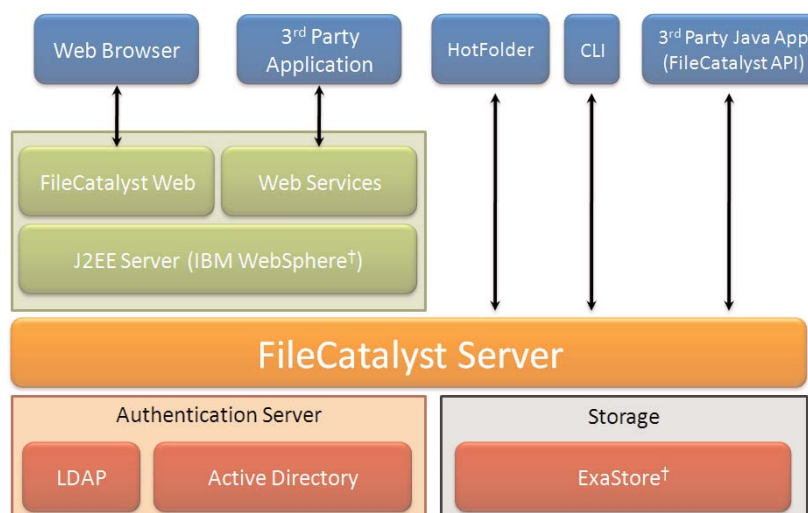 Web Browser
3rd Party
Application
HotFolder
CLI
3rd Party Java App
(FileCatalyst API)
FileCatalyst Web
Web Services
J2EE Server (IBM WebSphere†)
FileCatalyst Server
Authentication Server
Storage
LDAP
Active Directory
ExaStore†